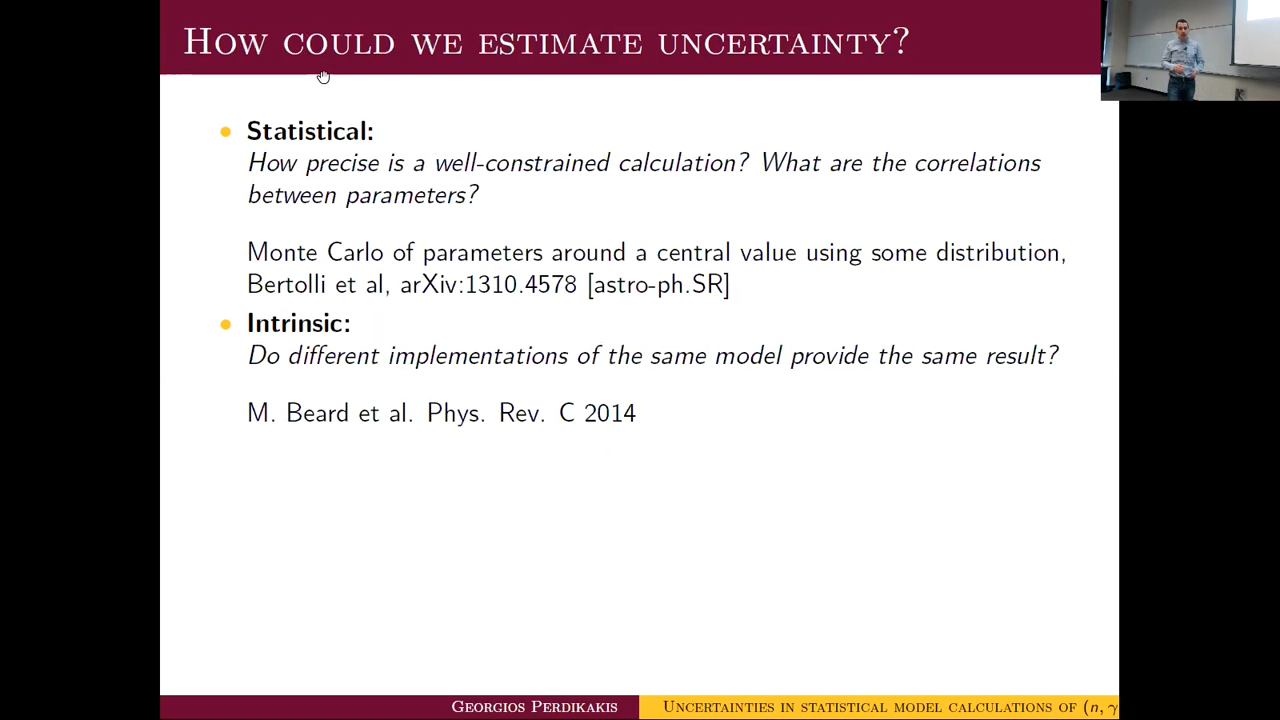 How could we estimate uncertainty?
• Statistical:
How precise is a well-constrained calculation? What are the correlations
between parameters?
Monte Carlo of parameters around a central value using some distribution,
Bertolli et al, arXiv:1310.4578 [astro-ph.SR]
• Intrinsic:
Do different implementations of the same model provide the same result?
M. Beard et al. Phys. Rev. C 2014
Georgios Perdikakis
Uncertainties in statistical model calculations of (n, γ